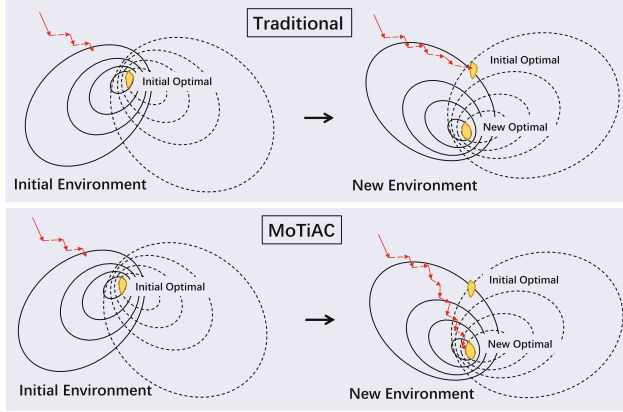 Traditional
Initial Optimal
Initial Environment
Initial Optimal
New Optimal
New Environment
MoTiAC
Initial Optimal
Initial Environment
Initial Optimal
New Optimal
New Environment